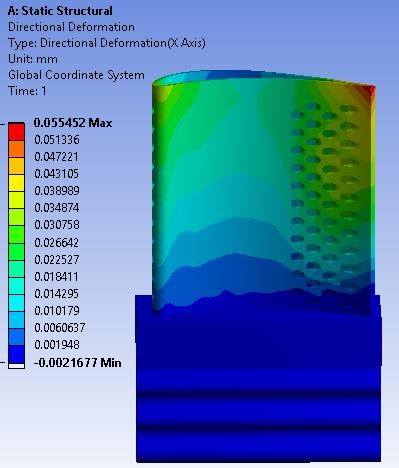 A: Static Structural
Directional Deformation
Type: Directional Deformation(X Axis)
Unit: mm
Global Coordinate System
Time: 1
0.055452 Max
0.051336
0.047221
0.043105
0.038989
0.034874
0.030758
0.026642
0.022527
0.018411
0.014295
0.010179
0.0060637
0.001948
-0.0021677 Min